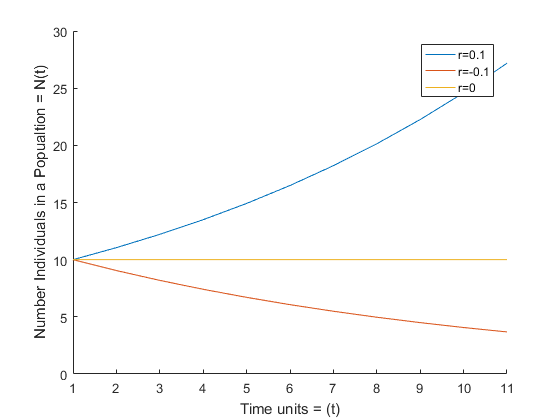 30
25
20
15
10
5
0
Number Individuals in a Popualtion = N(t)
r=0.1
r=-0.1
r=0
1 2 3 4 5 6 7 8 9 10 11
Time units = (t)